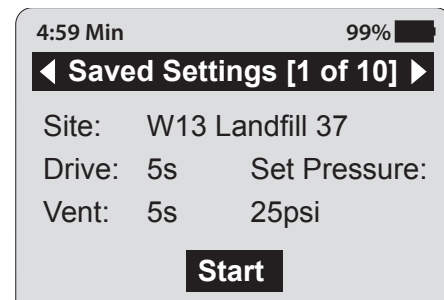 4:59 Min 99%
Saved Settings [1 of 10]
Site: W13 Landfill 37
Drive: 5s Set Pressure:
Vent: 5s 25psi
Start